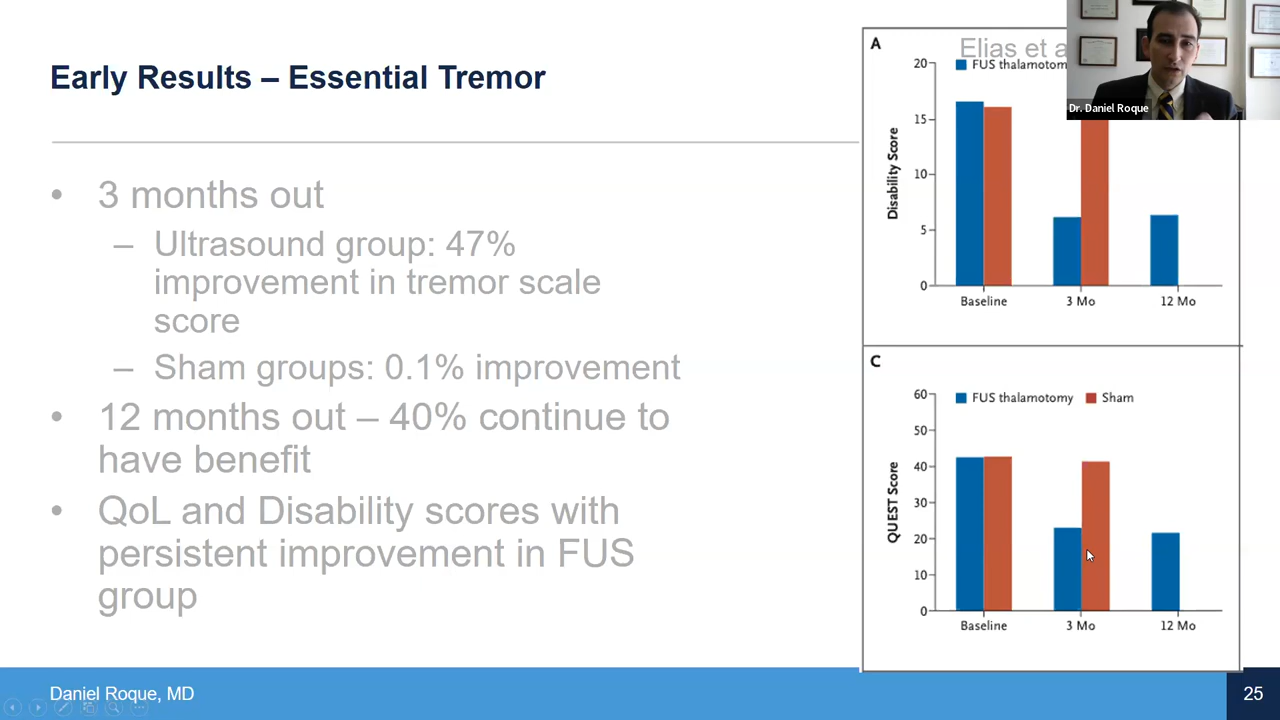 Early Results – Essential Tremor
• 3 months out
– Ultrasound group: 47%
improvement in tremor scale
score
– Sham groups: 0.1% improvement
• 12 months out – 40% continue to
have benefit
• QoL and Disability scores with
persistent improvement in FUS
group
A
Elias et a
FUS thalamotom
20
15
10
5
0
Disability Score
Baseline 3 Mo 12 Mo
Dr. Daniel Roque
C
FUS thalamotomy Sham
60
50
40
30
20
10
0
QUEST Score
Baseline 3 Mo 12 Mo
Daniel Roque, MD
25